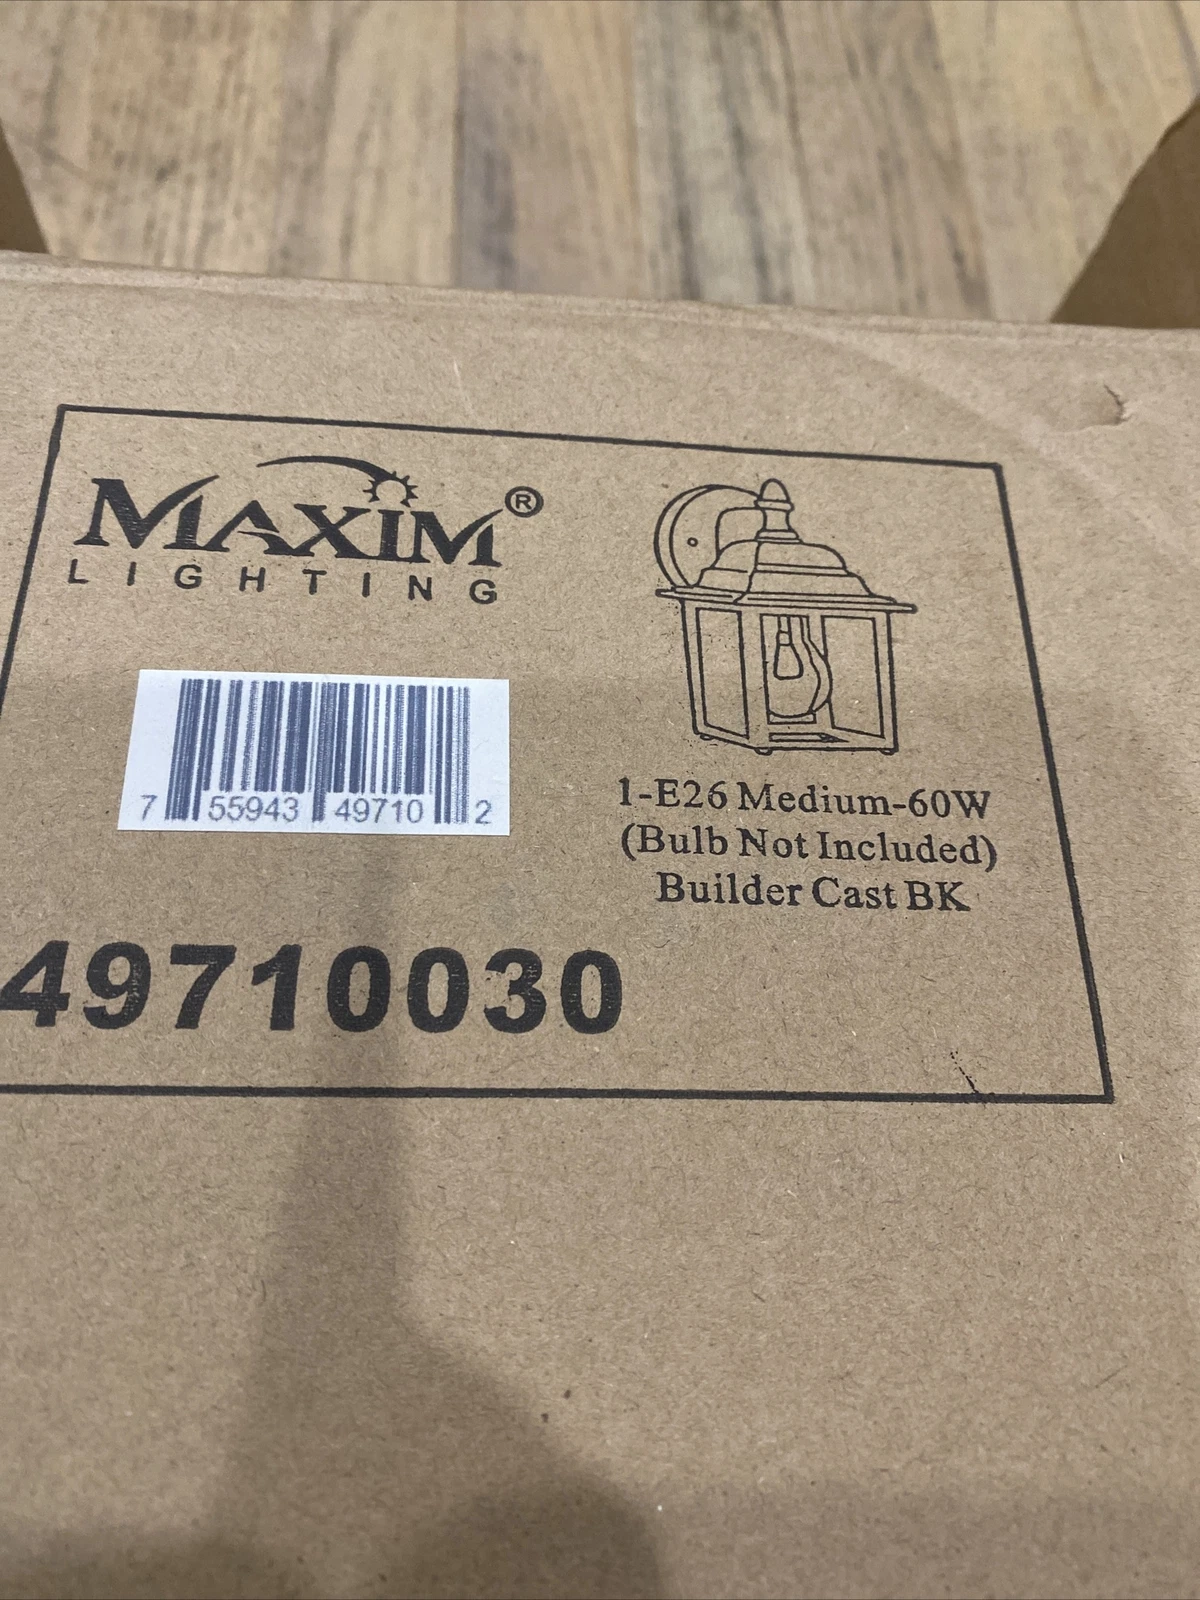 MAXIM®
LIGHTING
7 55943 49710 2
1-E26 Medium-60W
(Bulb Not Included)
Builder Cast BK
49710030